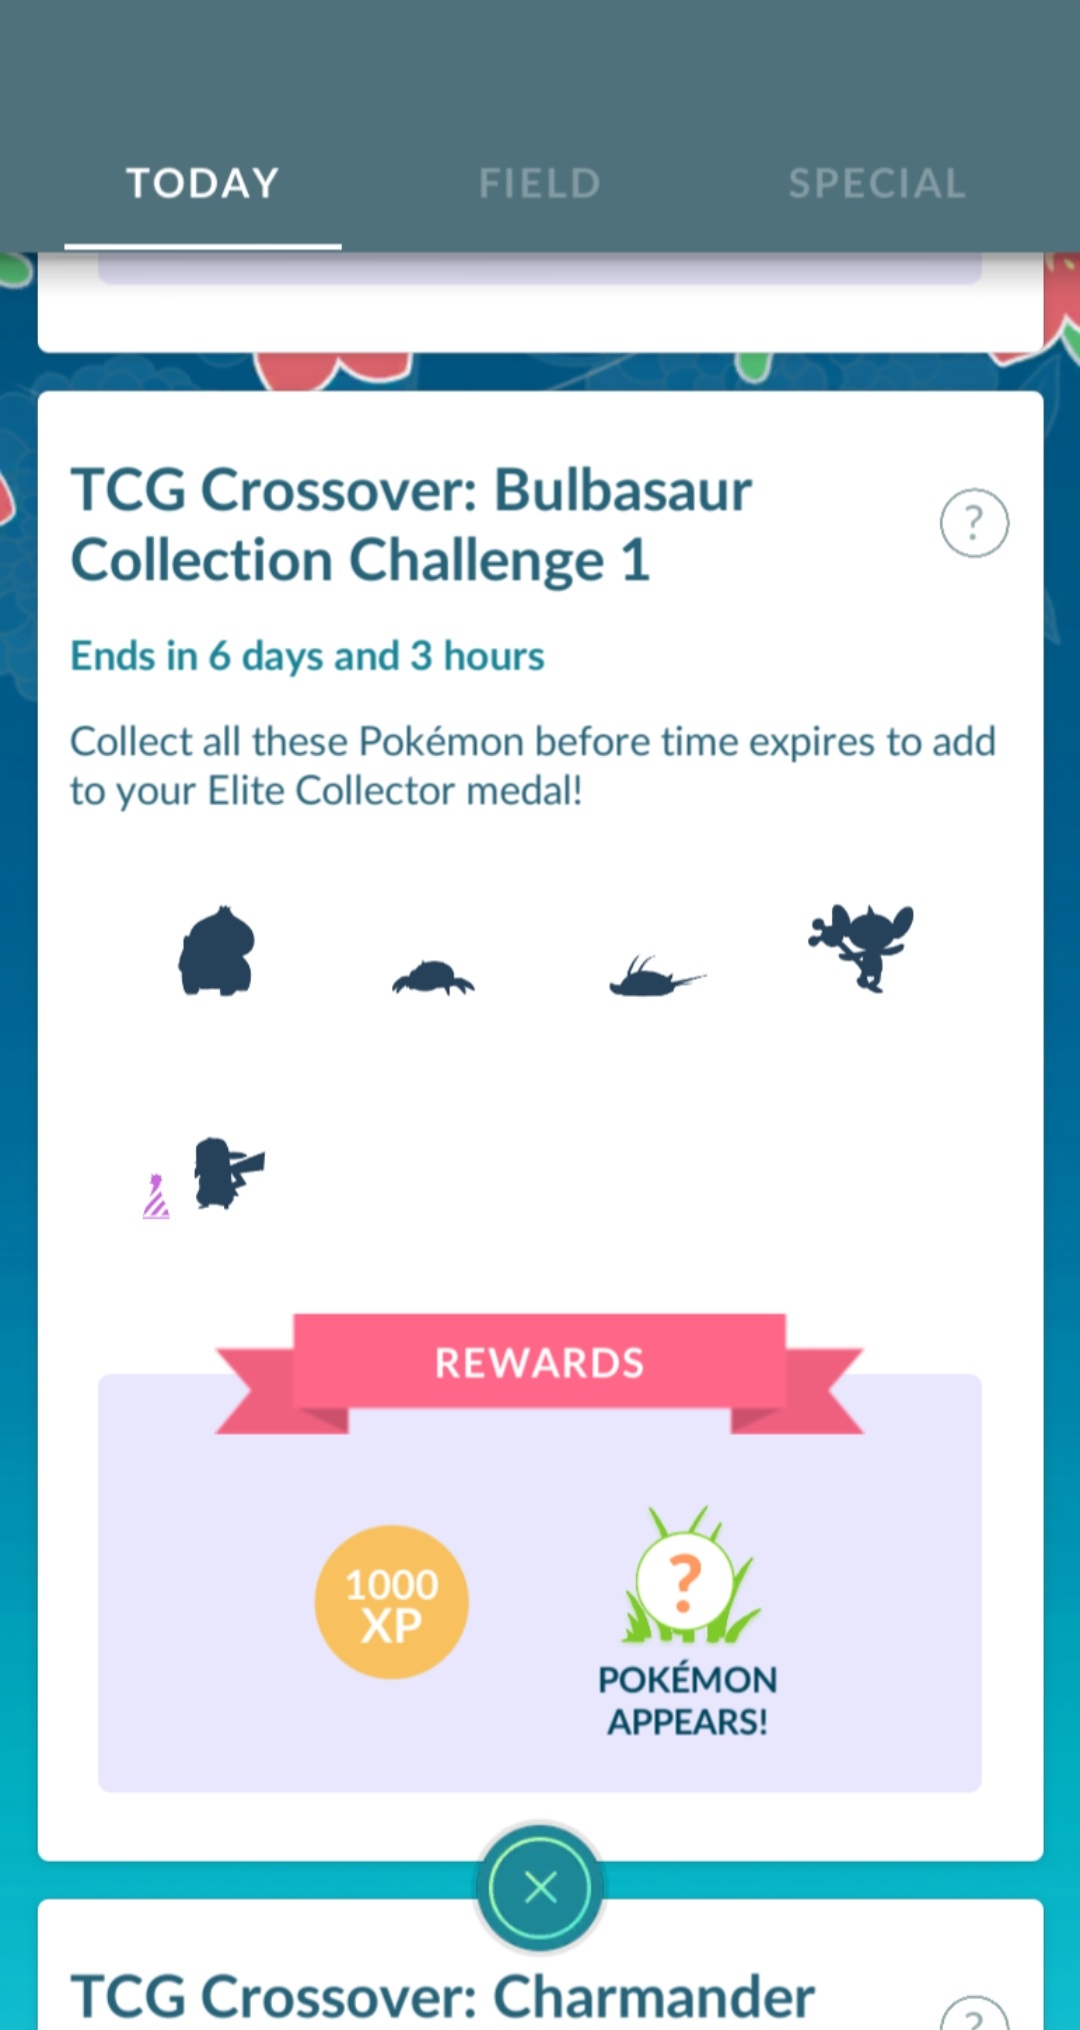 TODAY
FIELD
SPECIAL
TCG Crossover: Bulbasaur
Collection Challenge 1
?
Ends in 6 days and 3 hours
Collect all these Pokémon before time expires to add
to your Elite Collector medal!
REWARDS
1000
XP
?
POKÉMON
APPEARS!
TCG Crossover: Charmander
?